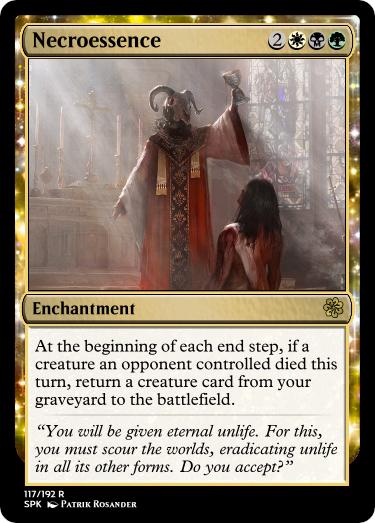 Necroessence 2
Enchantment
At the beginning of each end step, if a
creature an opponent controlled died this
turn, return a creature card from your
graveyard to the battlefield.
“You will be given eternal unlife. For this,
you must scour the worlds, eradicating unlife
in all its other forms. Do you accept?”
117/192 R
SPK Patrik Rosander